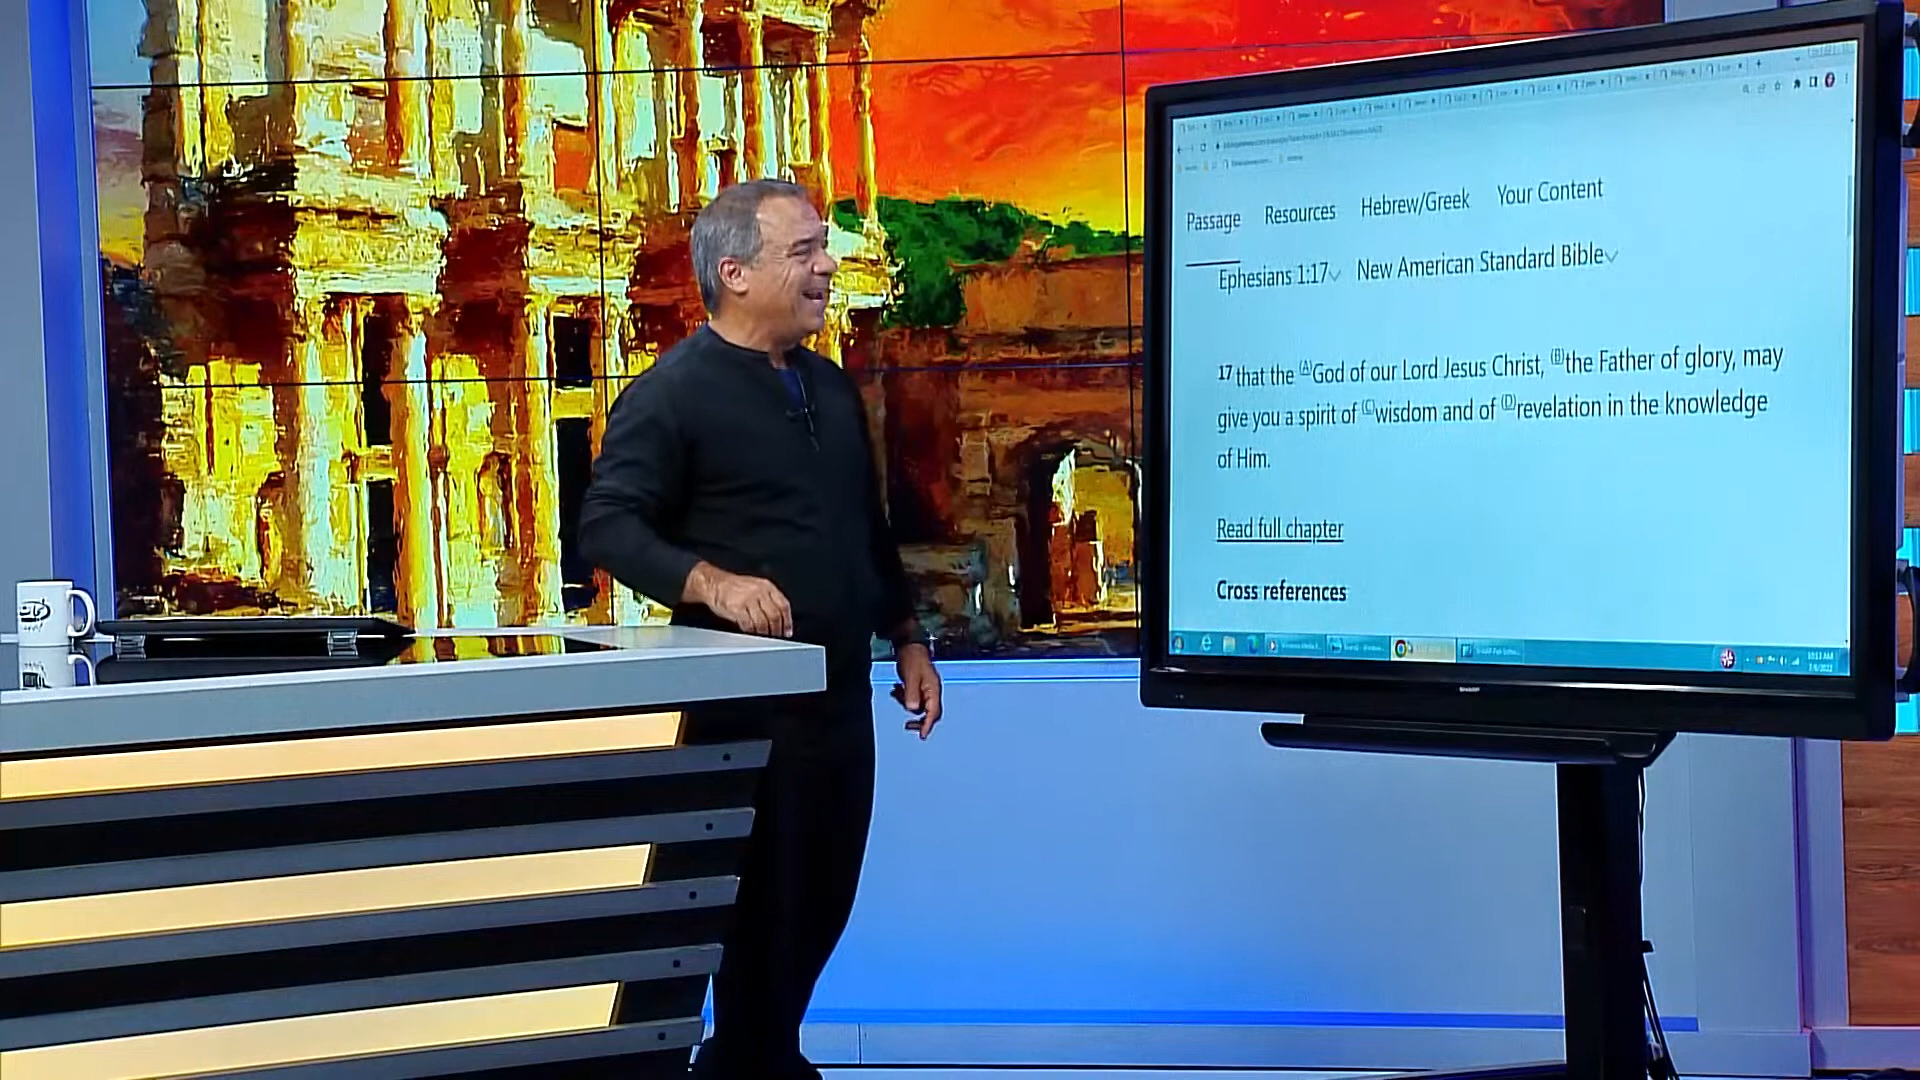 Passage Resources Hebrew/Greek Your Content
Ephesians 1:17 New American Standard Bible
17 that the (A)God of our Lord Jesus Christ, (B)the Father of glory, may
give you a spirit of (C)wisdom and of (D)revelation in the knowledge
of Him.
Read full chapter
Cross references
SHARP